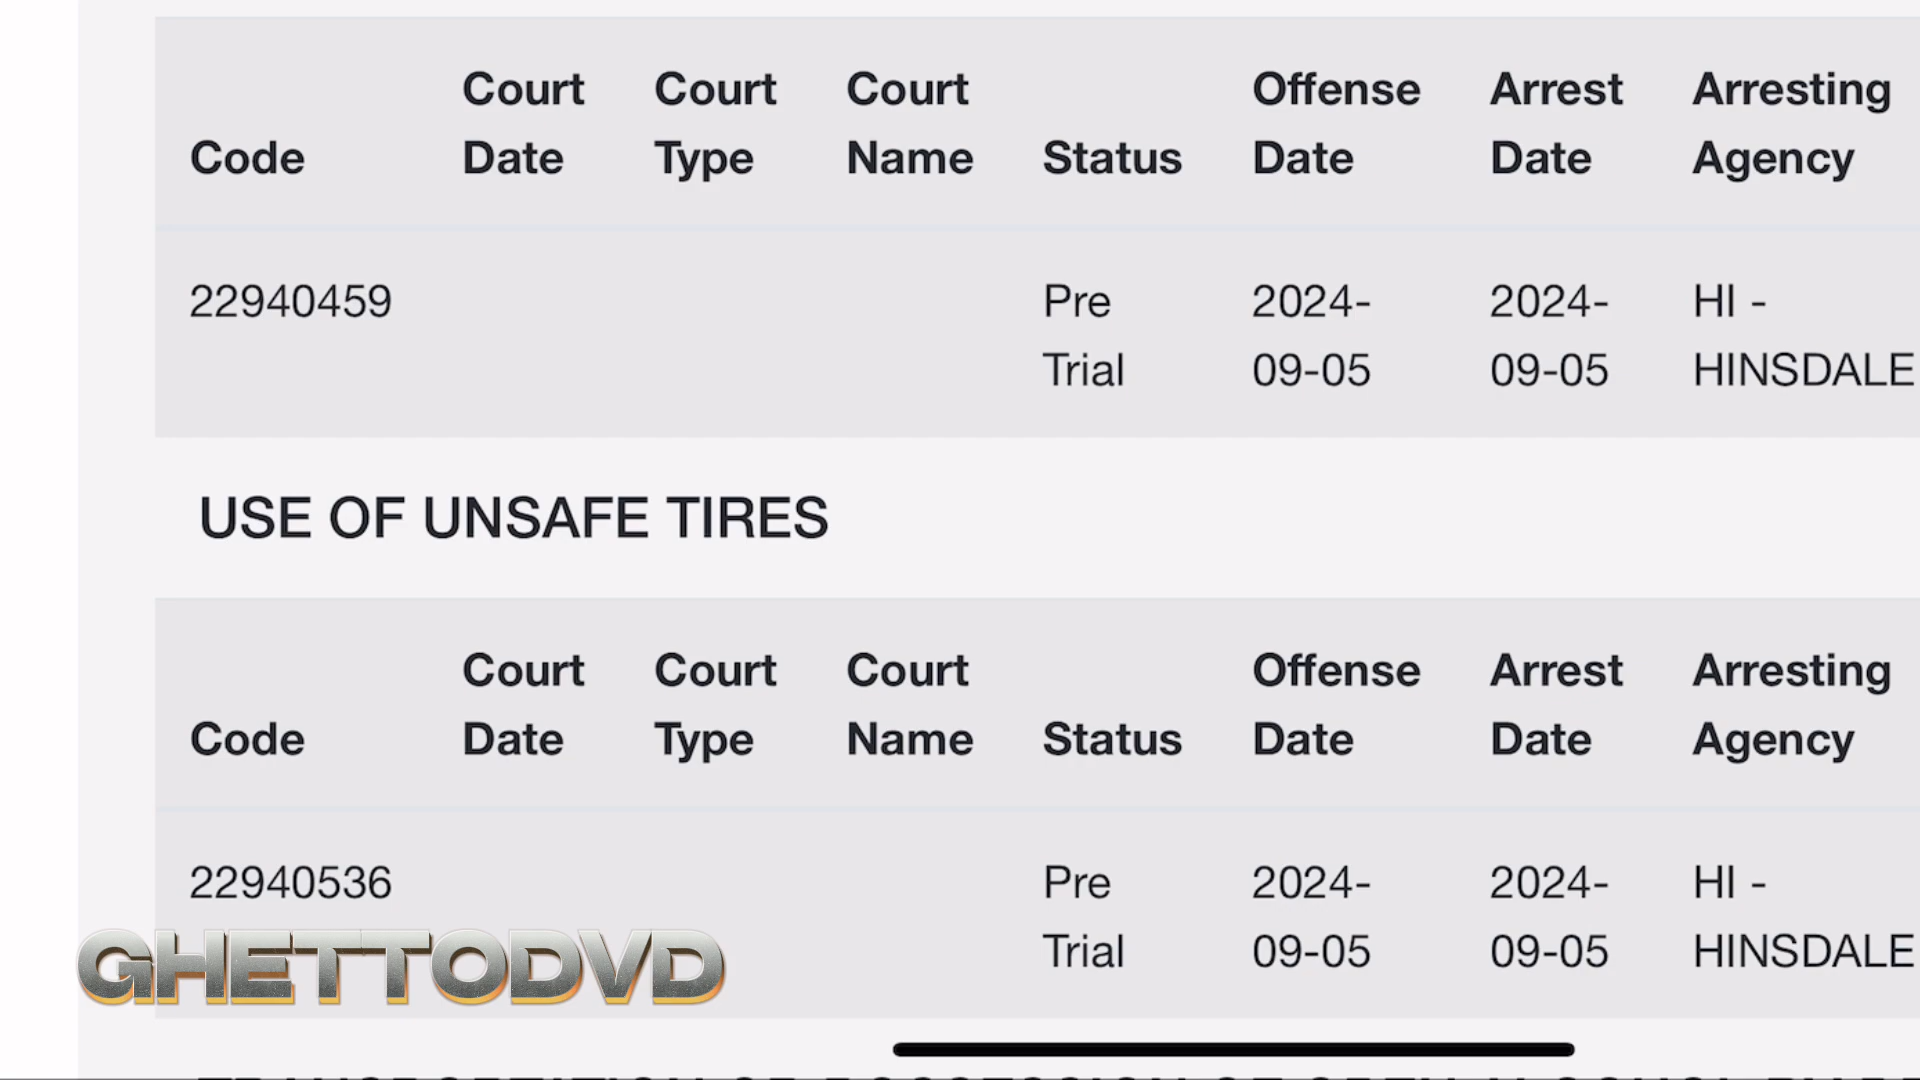 Code Court Date Court Type Court Name Status Offense Date Arrest Date Arresting Agency
22940459 Pre Trial 2024-09-05 2024-09-05 HI - HINSDALE
USE OF UNSAFE TIRES
Code Court Date Court Type Court Name Status Offense Date Arrest Date Arresting Agency
22940536 Pre Trial 2024-09-05 2024-09-05 HI - HINSDALE
GHETTODVD